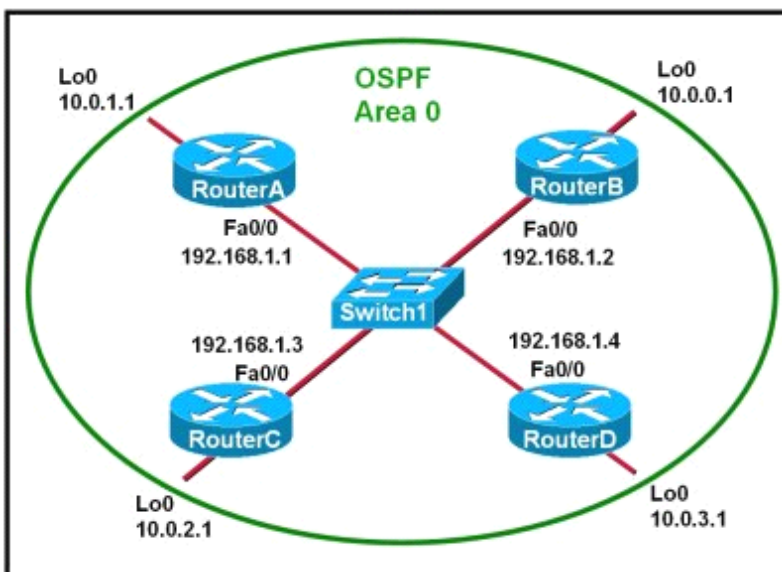 Lo0
10.0.1.1
OSPF
Area 0
Lo0
10.0.0.1
RouterA
RouterB
Fa0/0
192.168.1.1
Fa0/0
192.168.1.2
Switch1
192.168.1.3
Fa0/0
192.168.1.4
Fa0/0
RouterC
RouterD
Lo0
10.0.2.1
Lo0
10.0.3.1